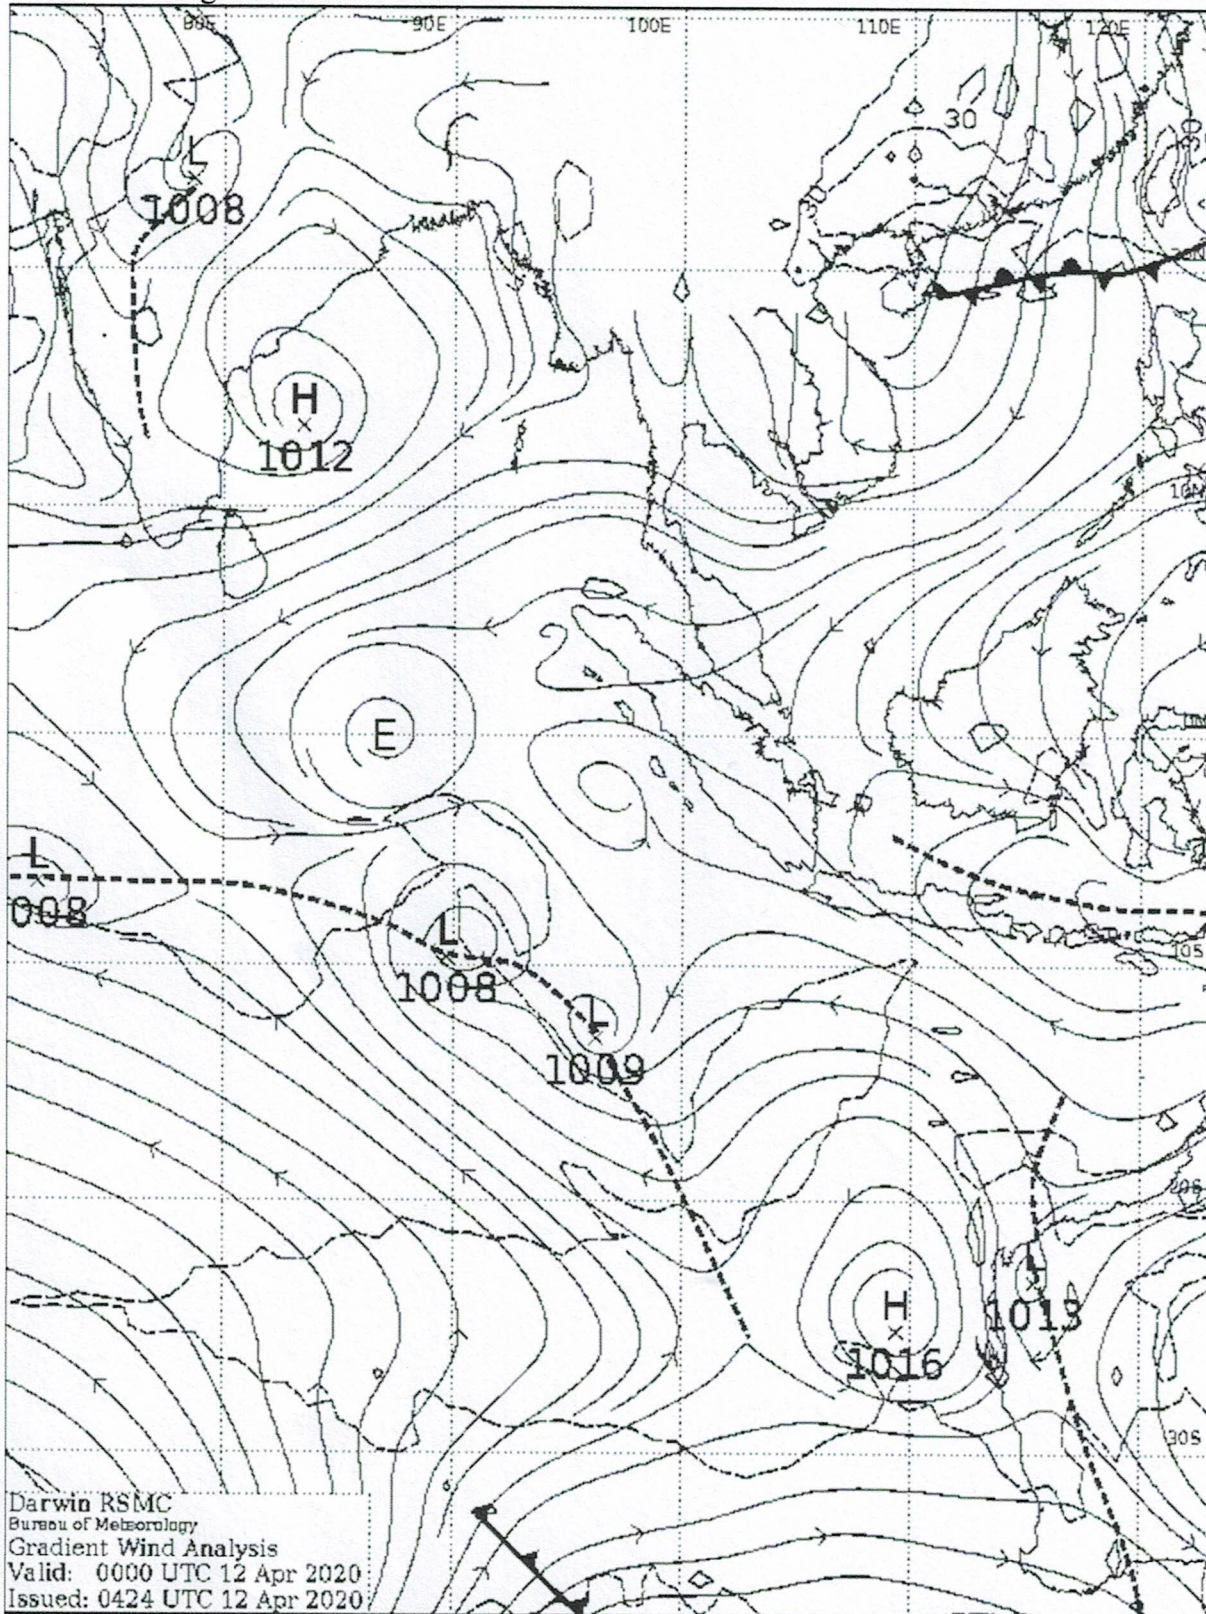 80E 90E 100E 110E 120E
30
30
30
L
1008
20N
H
1012
10N
E
L
008
L
1008
10S
L
1009
20S
L
1013
H
1016
30S
Darwin RSMC
Bureau of Meteorology
Gradient Wind Analysis
Valid: 0000 UTC 12 Apr 2020
Issued: 0424 UTC 12 Apr 2020